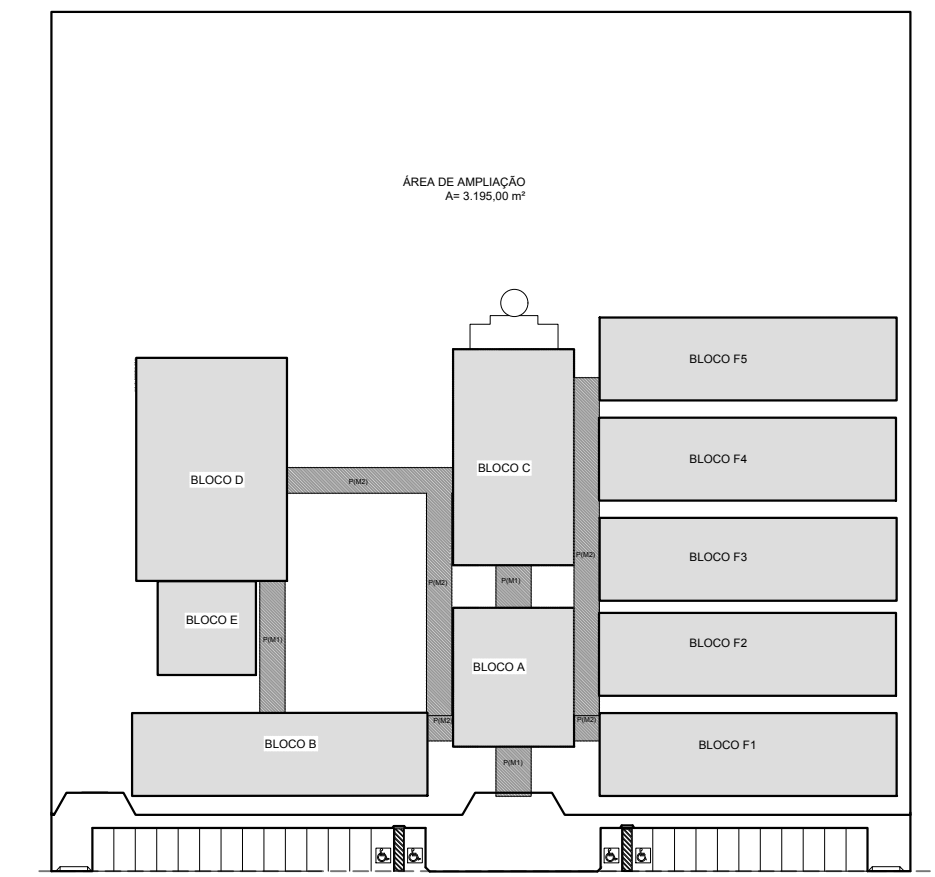 ÁREA DE AMPLIAÇÃO
A= 3.195,00 m²
BLOCO F5
BLOCO F4
BLOCO C
BLOCO D
P(M2)
BLOCO F3
P(M2)
P(M1)
P(M2)
BLOCO E
P(M1)
BLOCO F2
BLOCO A
P(M2)
P(M2)
BLOCO B
BLOCO F1
P(M1)